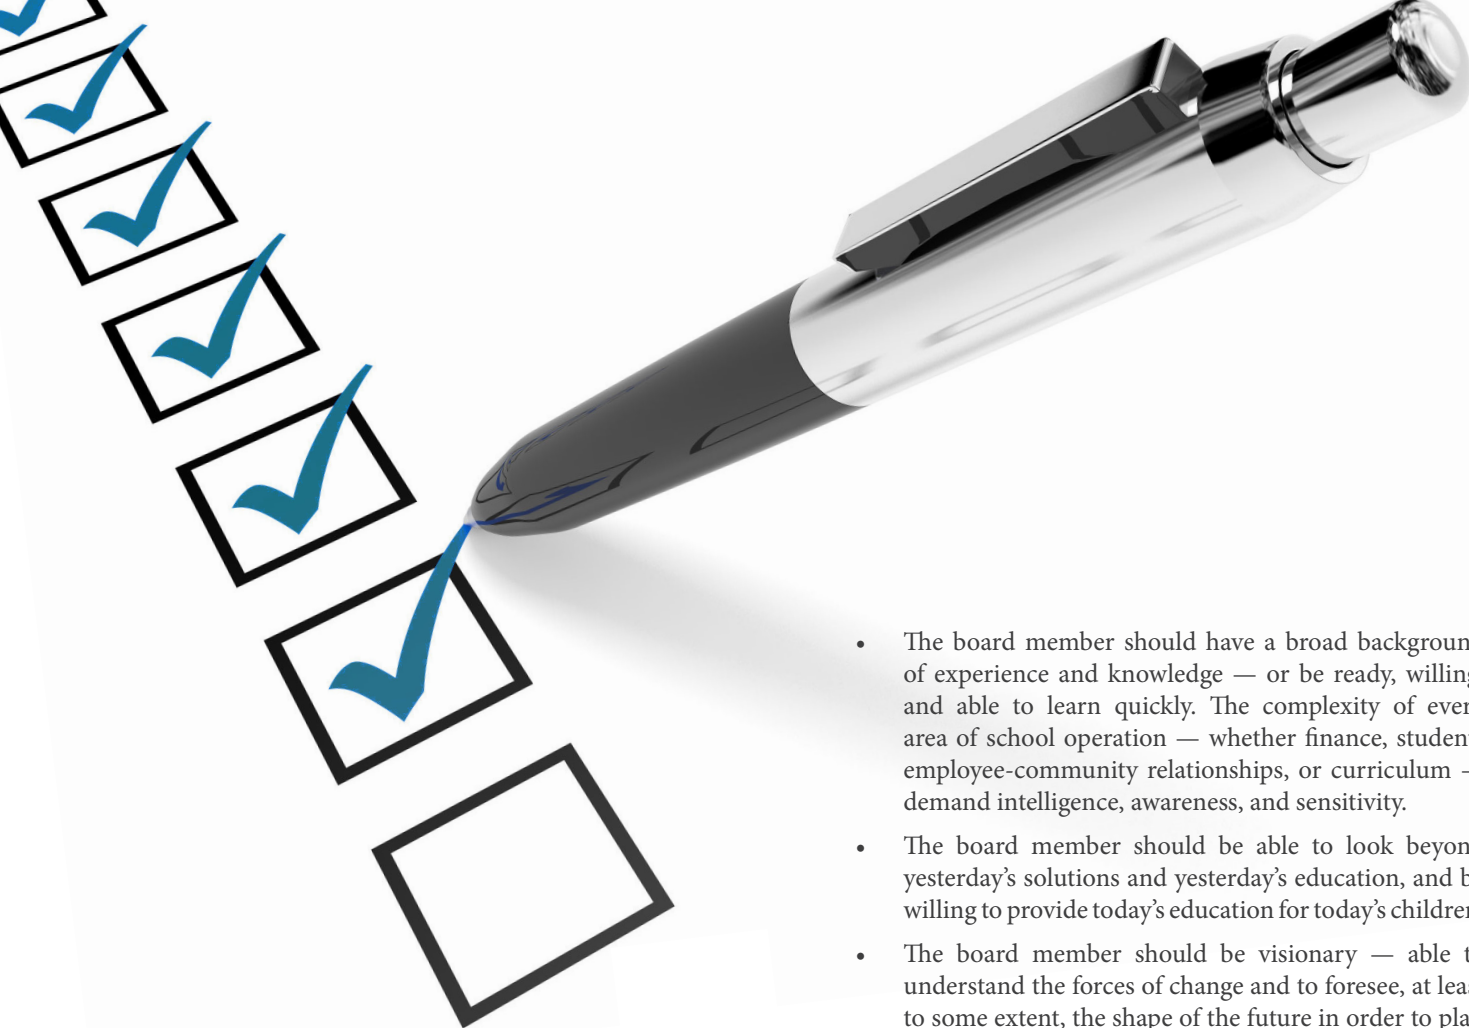 • The board member should have a broad backgroun
of experience and knowledge — or be ready, willing
and able to learn quickly. The complexity of ever
area of school operation — whether finance, student
employee-community relationships, or curriculum —
demand intelligence, awareness, and sensitivity.
• The board member should be able to look beyon
yesterday’s solutions and yesterday’s education, and b
willing to provide today’s education for today’s children
• The board member should be visionary — able t
understand the forces of change and to foresee, at leas
to some extent, the shape of the future in order to pla